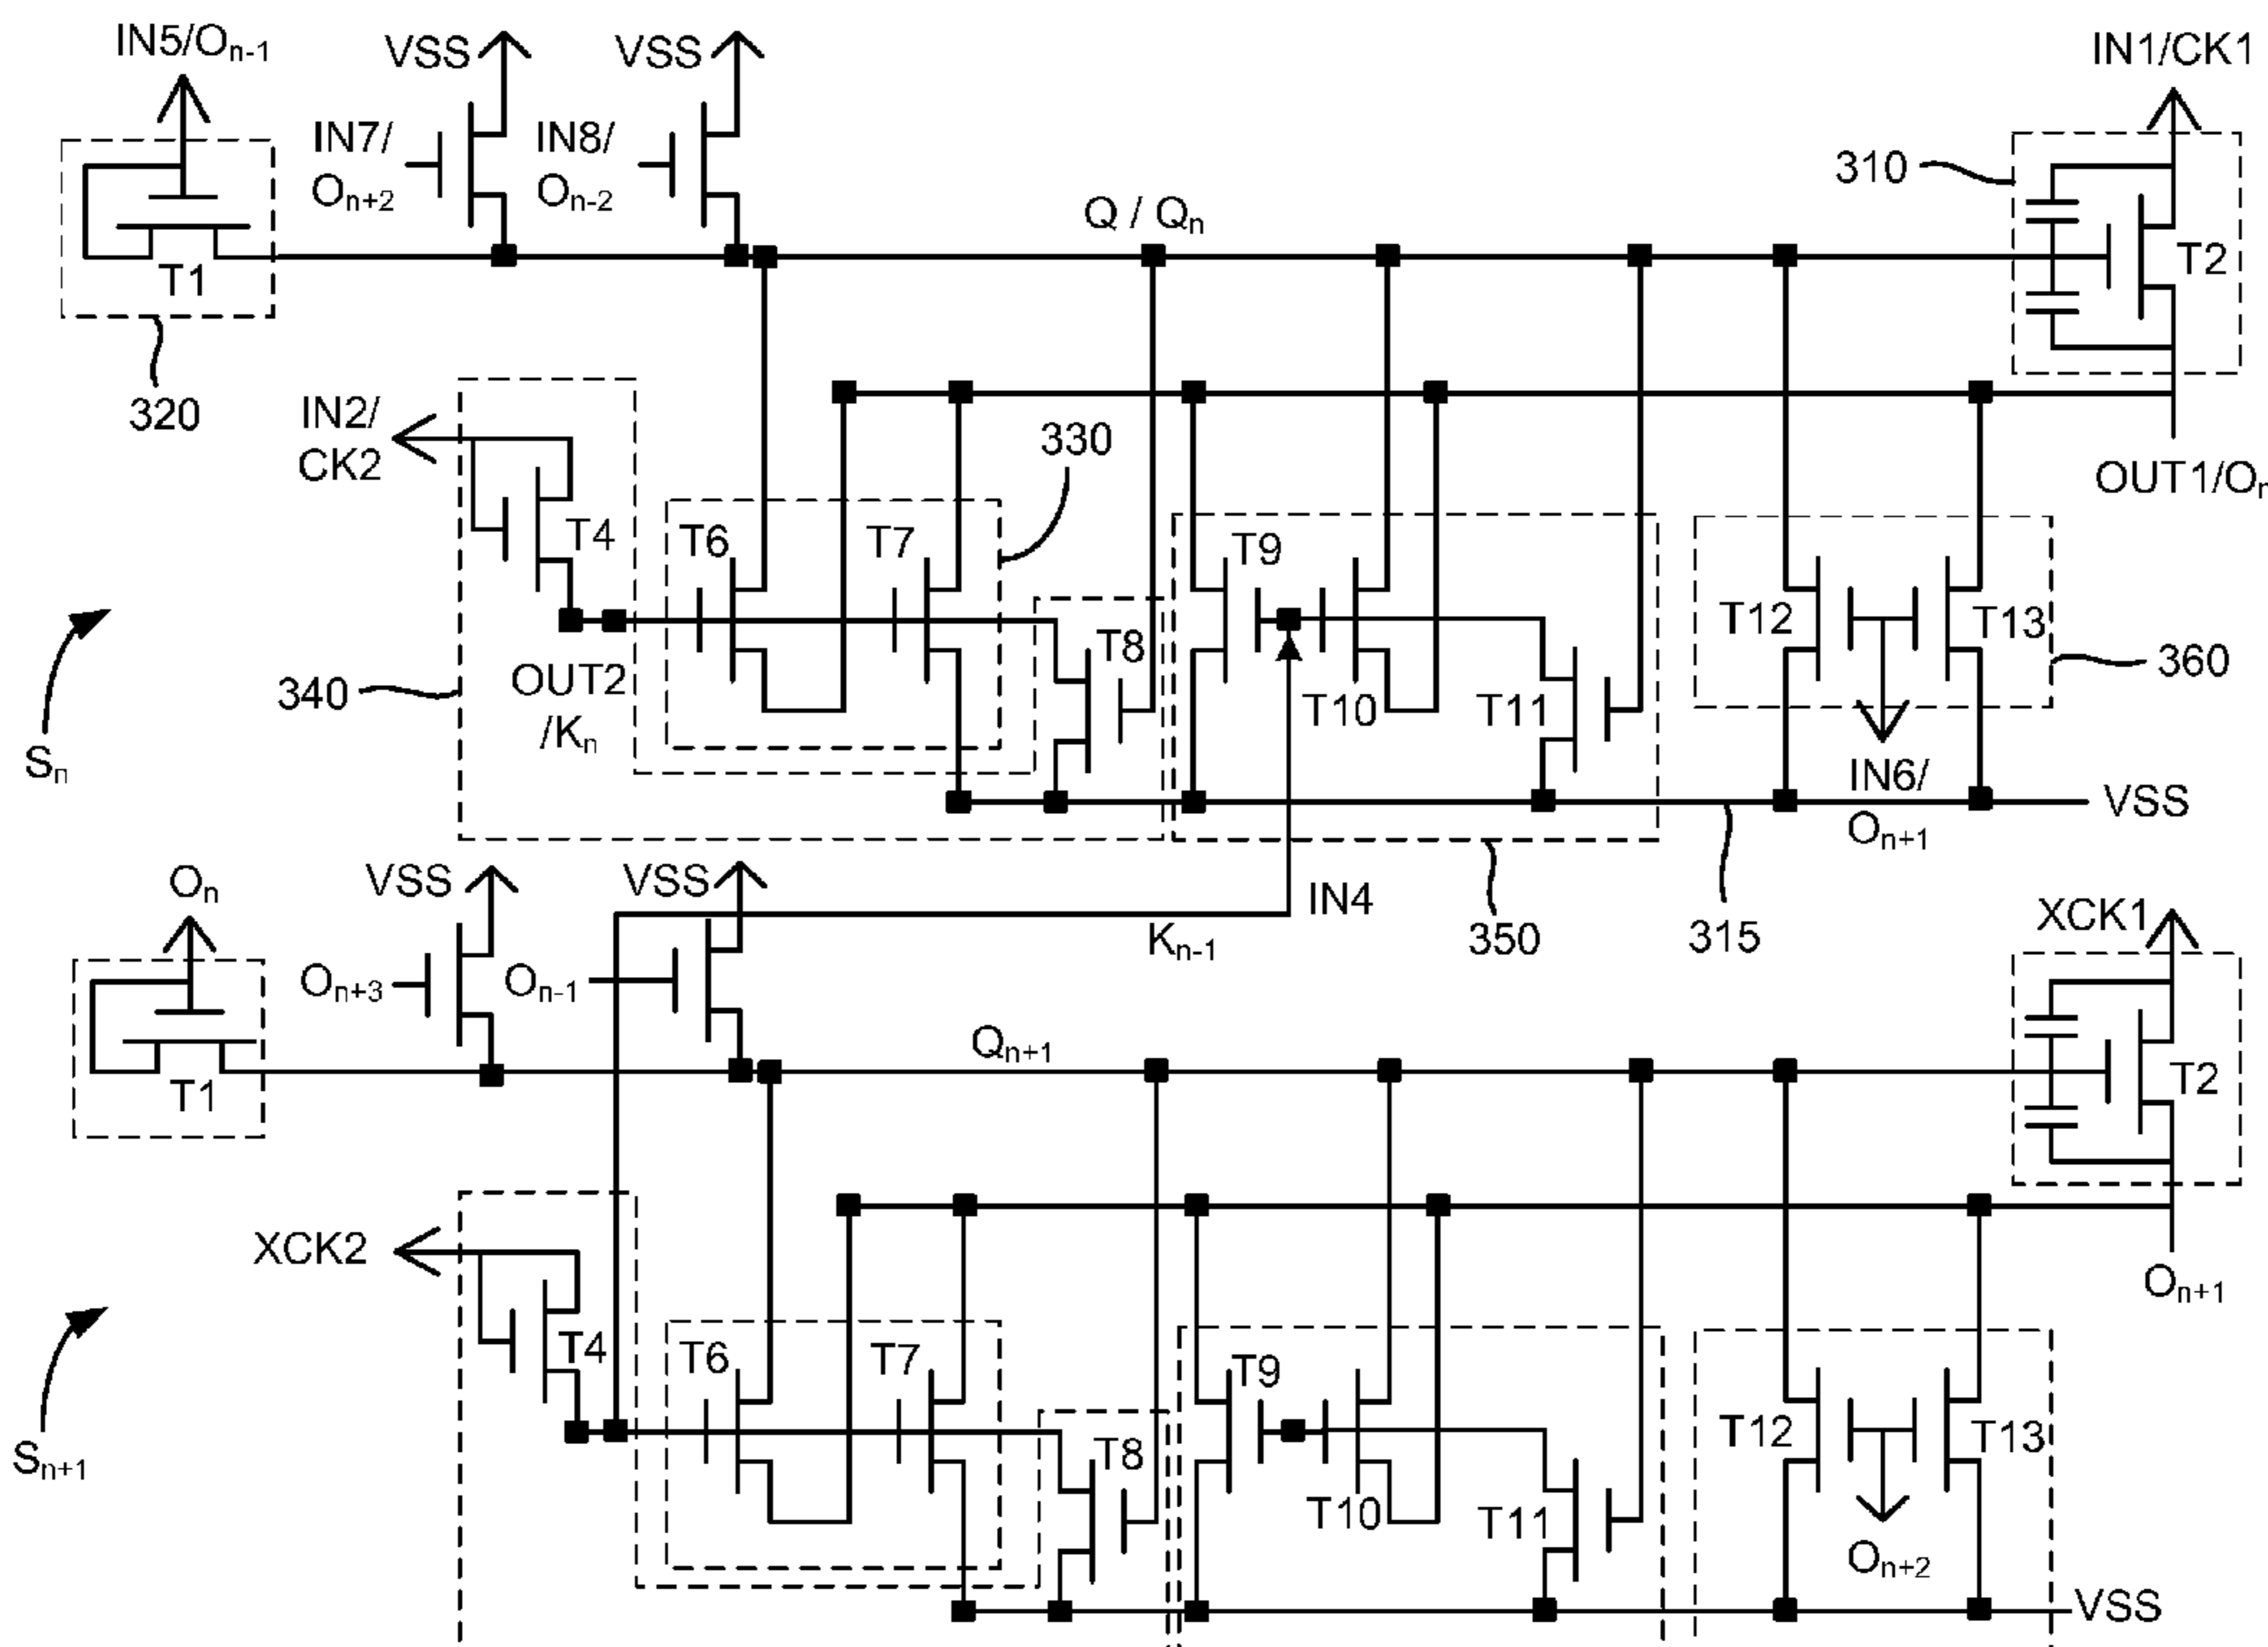 IN5/On-1
VSS
VSS
IN1/CK1
IN7/
On+2
IN8/
On-2
310
Q / Qn
T1
T2
320
IN2/
CK2
330
OUT1/On
T4
T6
T7
T9
T8
T12
T13
340
OUT2
/Kn
T10
T11
360
Sn
IN6/
On+1
VSS
On
VSS
VSS
IN4
Kn-1
350
315
XCK1
On+3
On-1
Qn+1
T1
T2
XCK2
On+1
T4
T6
T7
T9
T8
T12
T13
Sn+1
T10
T11
On+2
VSS